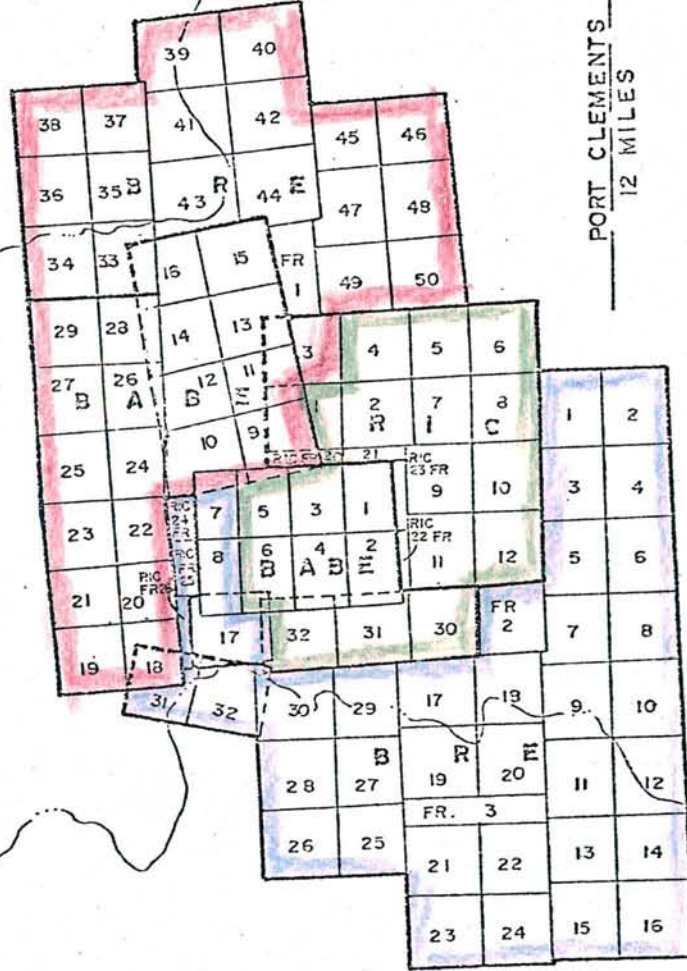 PORT CLEMENTS
12 MILES
39 40
38 37 41 42
45 46
36 35 B R E
43 44
47 48
34 33
16 15 FR
1
49 50
29 28 14 13
3 4 5 6
27 26 12 11
B A B E
2 7 8
R I C
1 2
10 9
25 24
21 RIC
23 FR
9 10
3 4
23 22
7 5 3 1
RIC
22 FR
8 6 4 2
B A B E
11 12
5 6
21 20
17 32 31 30
FR
2
7 8
19 18
31 32
30 29 17 18
9 10
28 27 B 19 R 20 E
11 12
FR. 3
26 25 21 22
13 14
23 24 15 16